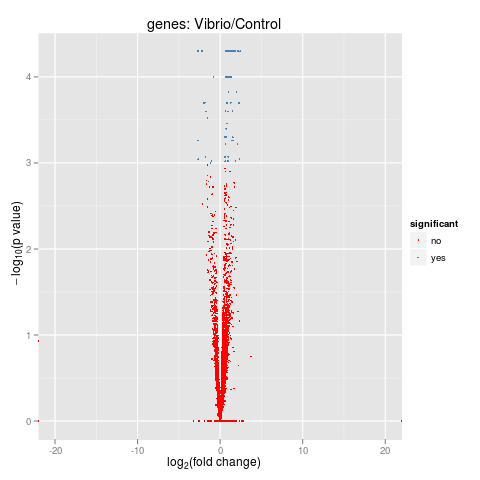 genes: Vibrio/Control
4
3
2
1
0
− log10(p value)
-20
-10
0
10
20
log2(fold change)
significant
no
yes